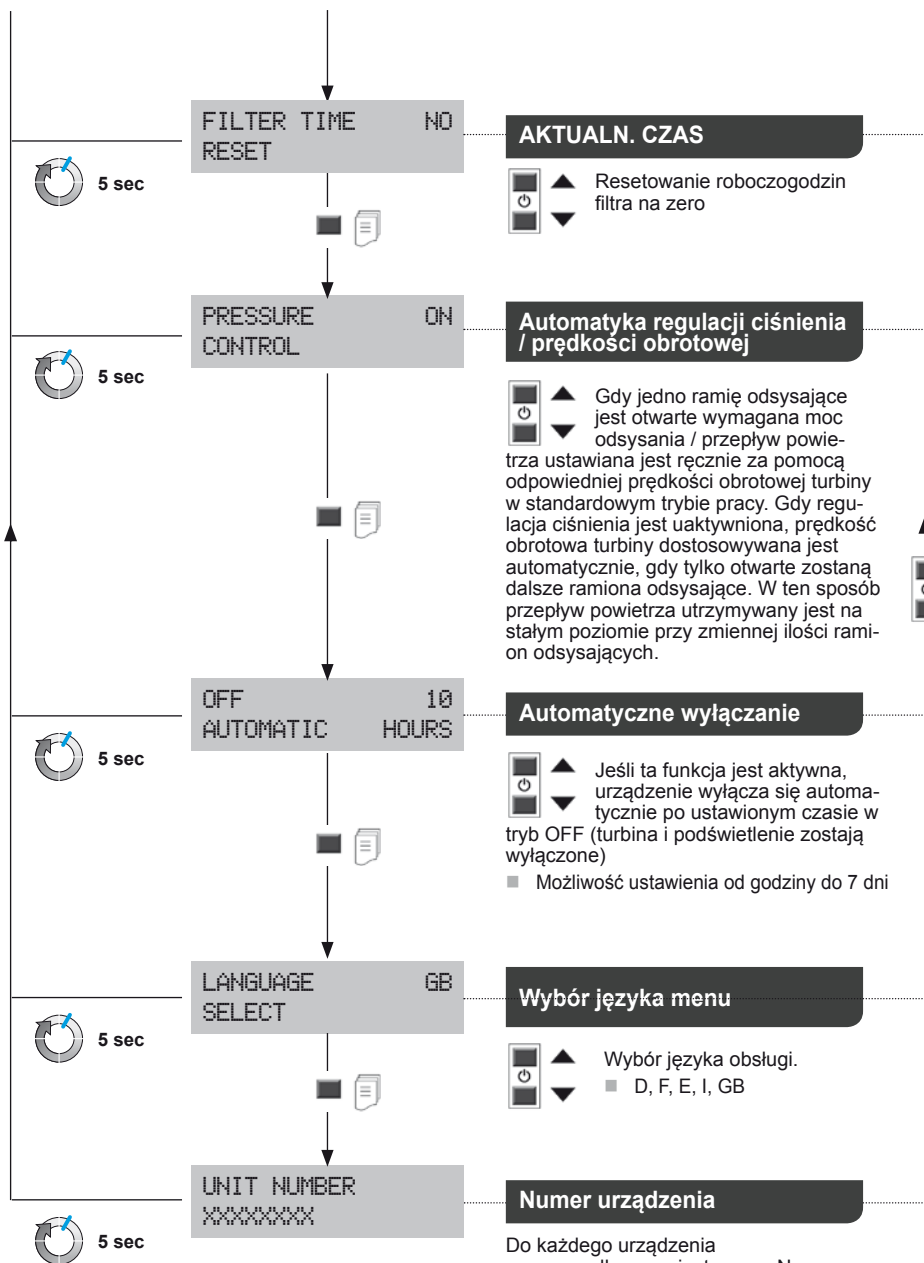 FILTER TIME NO
RESET
AKTUALN. CZAS
5 sec
Resetowanie roboczogodzin
filtra na zero
PRESSURE ON
CONTROL
Automatyka regulacji ciśnienia
/ prędkości obrotowej
5 sec
Gdy jedno ramię odsysające
jest otwarte wymagana moc
odsysania / przepływ powie-
trza ustawiana jest ręcznie za pomocą
odpowiedniej prędkości obrotowej turbiny
w standardowym trybie pracy. Gdy regu-
lacja ciśnienia jest uaktywniona, prędkość
obrotowa turbiny dostosowywana jest
automatycznie, gdy tylko otwarte zostaną
dalsze ramiona odsysające. W ten sposób
przepływ powietrza utrzymywany jest na
stałym poziomie przy zmiennej ilości rami-
on odsysających.
OFF 10
AUTOMATIC HOURS
Automatyczne wyłączanie
5 sec
Jeśli ta funkcja jest aktywna,
urządzenie wyłącza się automa-
tycznie po ustawionym czasie w
tryb OFF (turbina i podświetlenie zostają
wyłączone)
Możliwość ustawienia od godziny do 7 dni
LANGUAGE GB
SELECT
Wybór języka menu
5 sec
Wybór języka obsługi.
D, F, E, I, GB
UNIT NUMBER
XXXXXXXX
Numer urządzenia
5 sec
Do każdego urządzenia